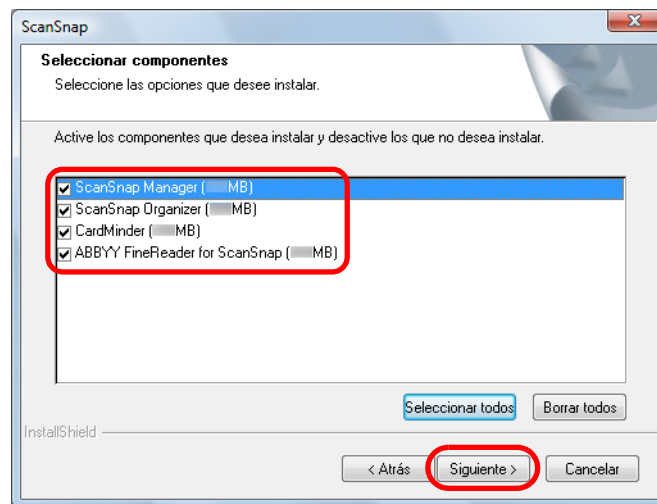 ScanSnap
Seleccionar componentes
Seleccione las opciones que desee instalar.
Active los componentes que desea instalar y desactive los que no desea instalar.
ScanSnap Manager ( MB)
ScanSnap Organizer ( MB)
CardMinder ( MB)
ABBYY FineReader for ScanSnap ( MB)
Seleccionar todos Borrar todos
InstallShield
< Atrás Siguiente > Cancelar